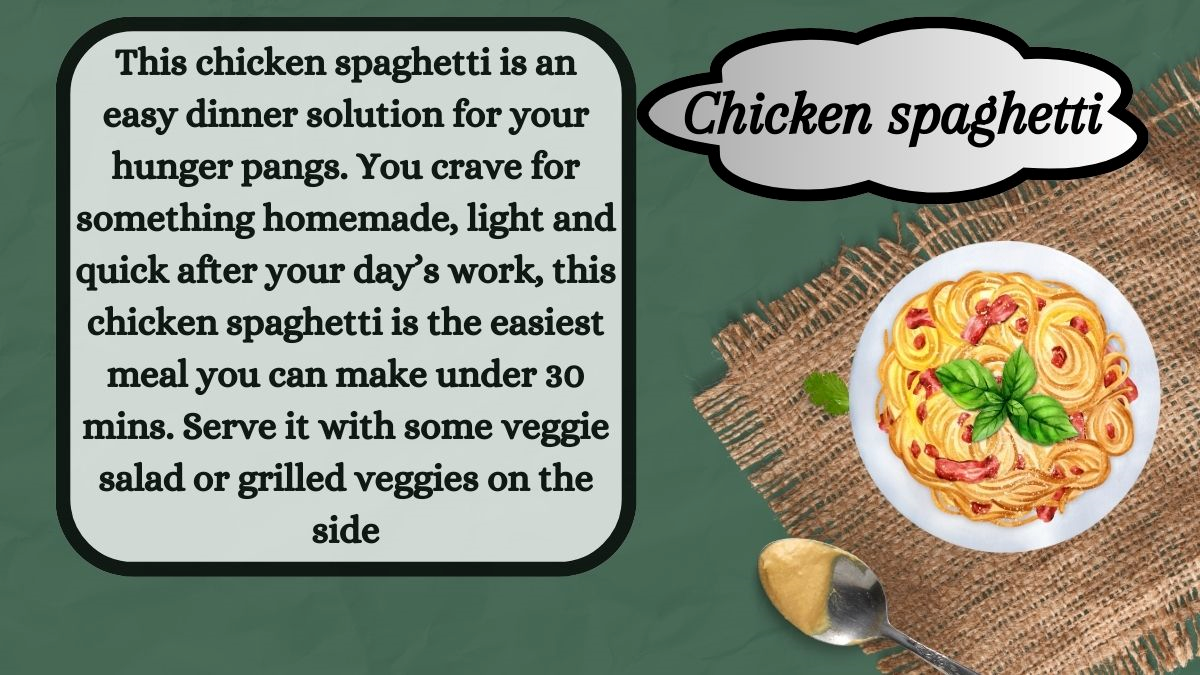 This chicken spaghetti is an
easy dinner solution for your
hunger pangs. You crave for
something homemade, light and
quick after your day’s work, this
chicken spaghetti is the easiest
meal you can make under 30
mins. Serve it with some veggie
salad or grilled veggies on the
side
Chicken spaghetti